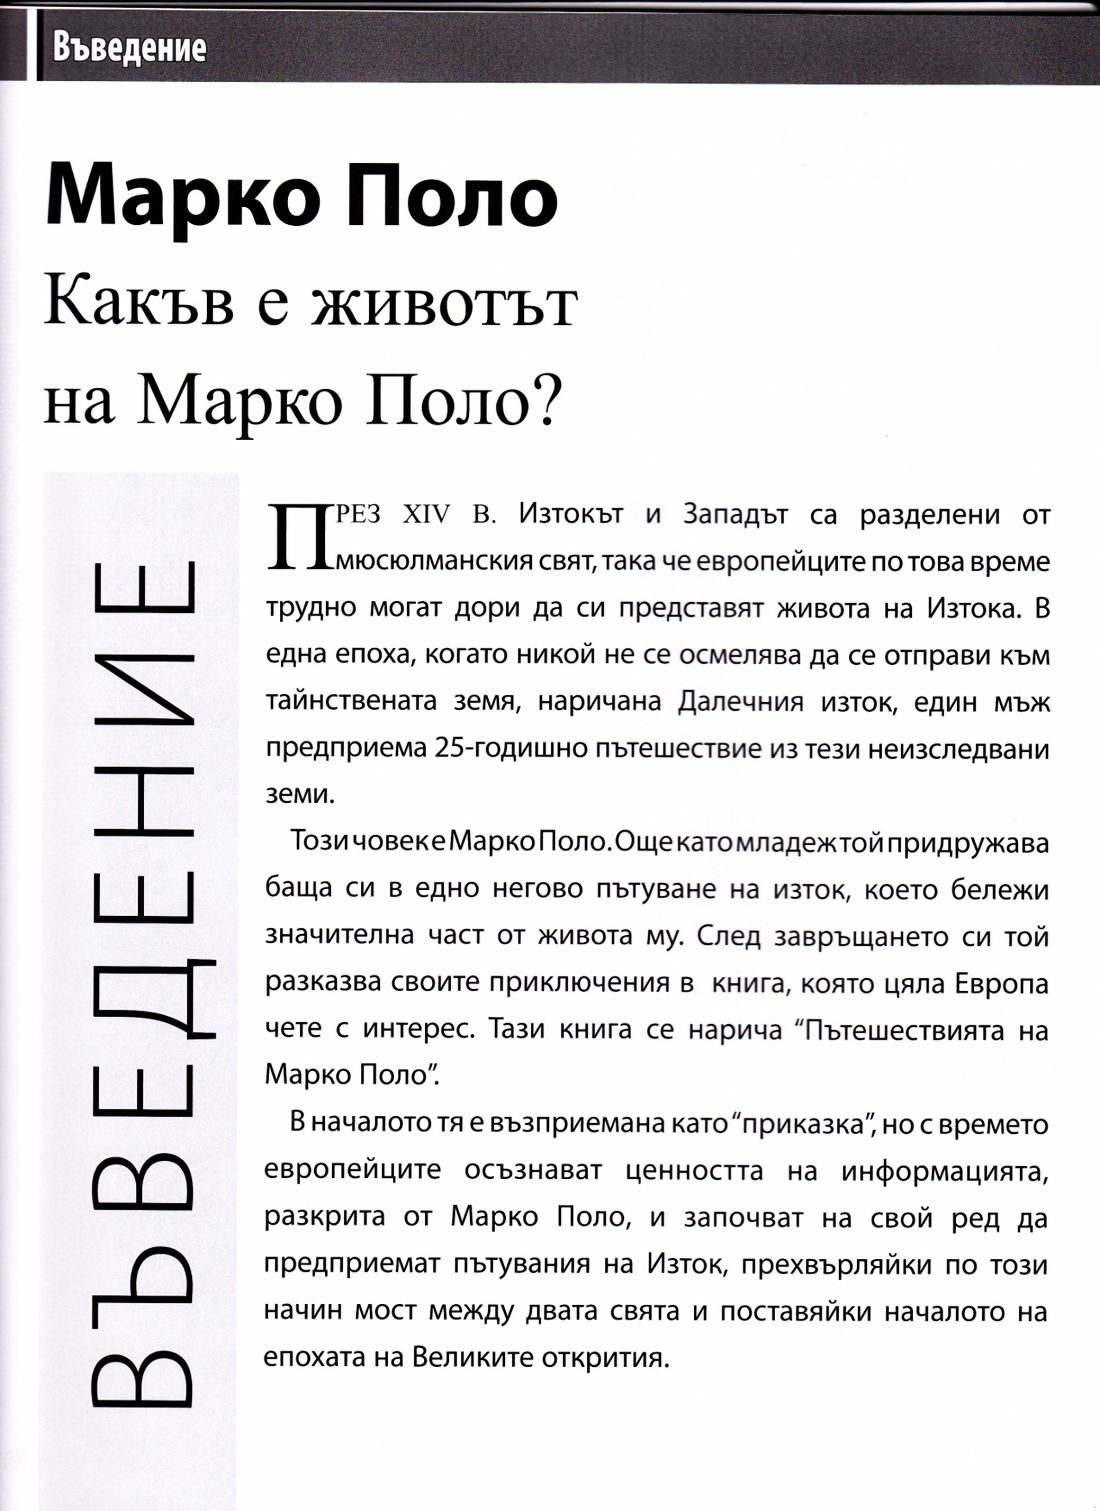 Въведение
Марко Поло
Какъв е животът
на Марко Поло?
ВЪВЕДЕНИЕ
ПРЕЗ XIV В. Изтокът и Западът са разделени от
мюсюлманския свят, така че европейците по това време
трудно могат дори да си представят живота на Изтока. В
една епоха, когато никой не се осмелява да се отправи към
тайнствената земя, наричана Далечния изток, един мъж
предприема 25-годишно пътешествие из тези неизследвани
земи.
Този човек е Марко Поло. Още като младеж той придружава
баща си в едно негово пътуване на изток, което бележи
значителна част от живота му. След завръщането си той
разказва своите приключения в книга, която цяла Европа
чете с интерес. Тази книга се нарича “Пътешествията на
Марко Поло”.
В началото тя е възприемана като “приказка”, но с времето
европейците осъзнават ценността на информацията,
разкрита от Марко Поло, и започват на свой ред да
предприемат пътувания на Изток, прехвърляйки по този
начин мост между двата свята и поставяйки началото на
епохата на Великите открития.